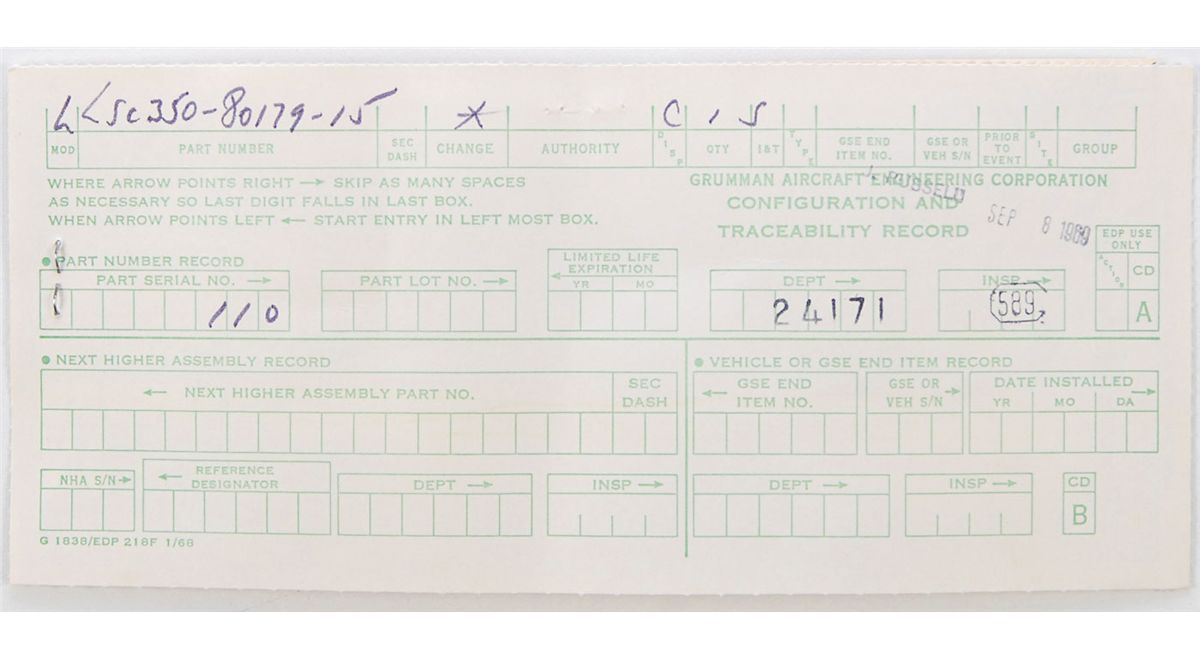 L LSC350-80179-15 * C 1 5
MOD PART NUMBER SEC DASH CHANGE AUTHORITY DISP QTY I&T TYPE GSE END ITEM NO. GSE OR VEH S/N PRIOR TO EVENT SITE GROUP
WHERE ARROW POINTS RIGHT → SKIP AS MANY SPACES
AS NECESSARY SO LAST DIGIT FALLS IN LAST BOX.
WHEN ARROW POINTS LEFT ← START ENTRY IN LEFT MOST BOX.
GRUMMAN AIRCRAFT ENGINEERING CORPORATION
CONFIGURATION AND
TRACEABILITY RECORD
SEP 8 1969
EDP USE ONLY
ACTION CD
A
● PART NUMBER RECORD
PART SERIAL NO. →
110
PART LOT NO. →
LIMITED LIFE
EXPIRATION
← YR MO
DEPT →
24171
INSP →
589
● NEXT HIGHER ASSEMBLY RECORD
← NEXT HIGHER ASSEMBLY PART NO. SEC DASH
NHA S/N →
← REFERENCE DESIGNATOR
DEPT →
INSP →
● VEHICLE OR GSE END ITEM RECORD
← GSE END ITEM NO.
GSE OR VEH S/N →
DATE INSTALLED →
YR MO DA
DEPT →
INSP →
CD
B
G 1838/EDP 218F 1/68